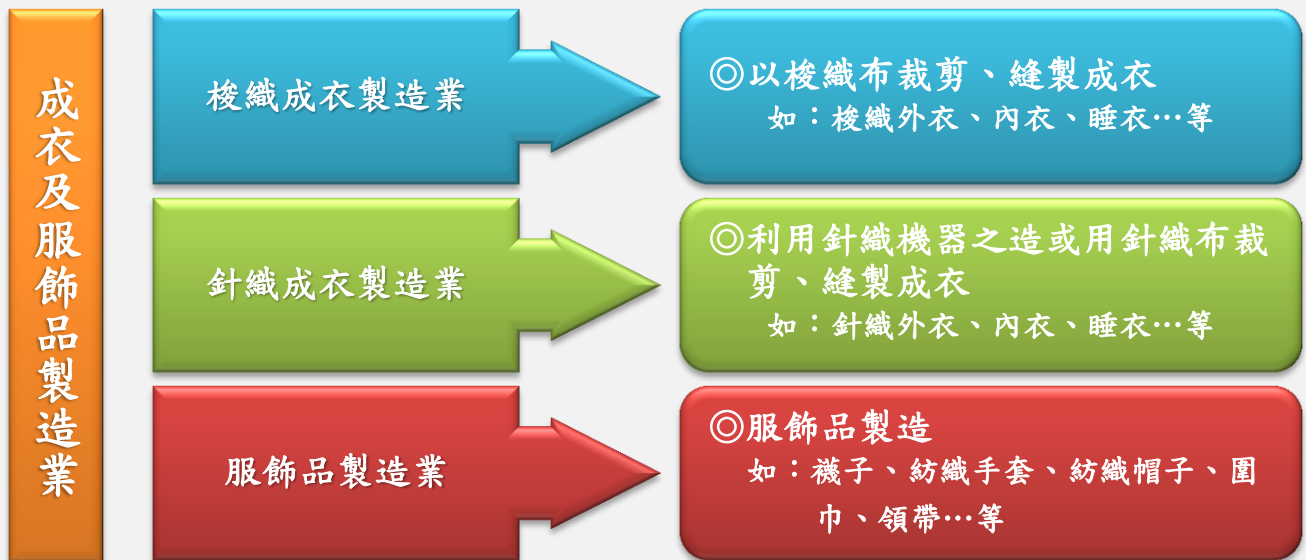 成衣及服飾品製造業
梭織成衣製造業
◎以梭織布裁剪、縫製成衣
如：梭織外衣、內衣、睡衣…等
針織成衣製造業
◎利用針織機器之造或用針織布裁
剪、縫製成衣
如：針織外衣、內衣、睡衣…等
服飾品製造業
◎服飾品製造
如：襪子、紡織手套、紡織帽子、圍
巾、領帶…等